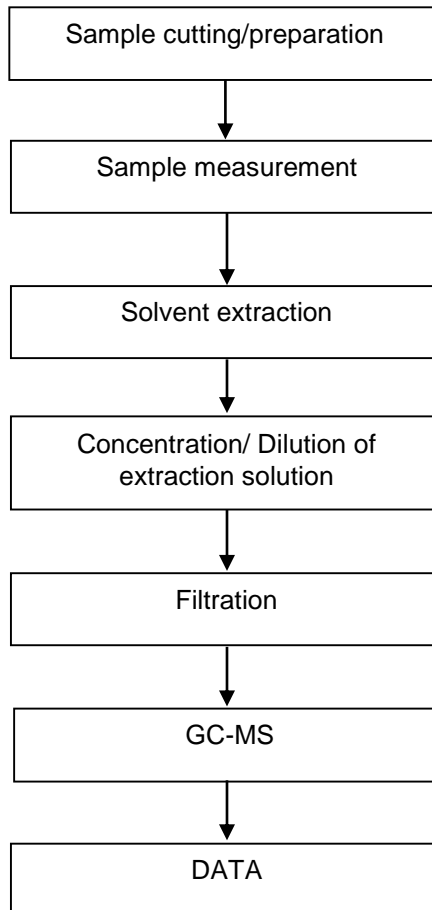 Sample cutting/preparation
Sample measurement
Solvent extraction
Concentration/ Dilution of
extraction solution
Filtration
GC-MS
DATA